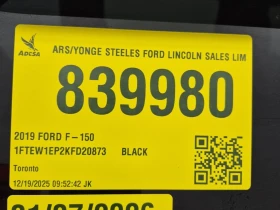 ADESA
ARS/YONGE STEELES FORD LINCOLN SALES LIM
839980
2019 FORD F-150
1FTEW1EP2KFD20873 BLACK
Toronto
12/19/2025 09:52:42 JK